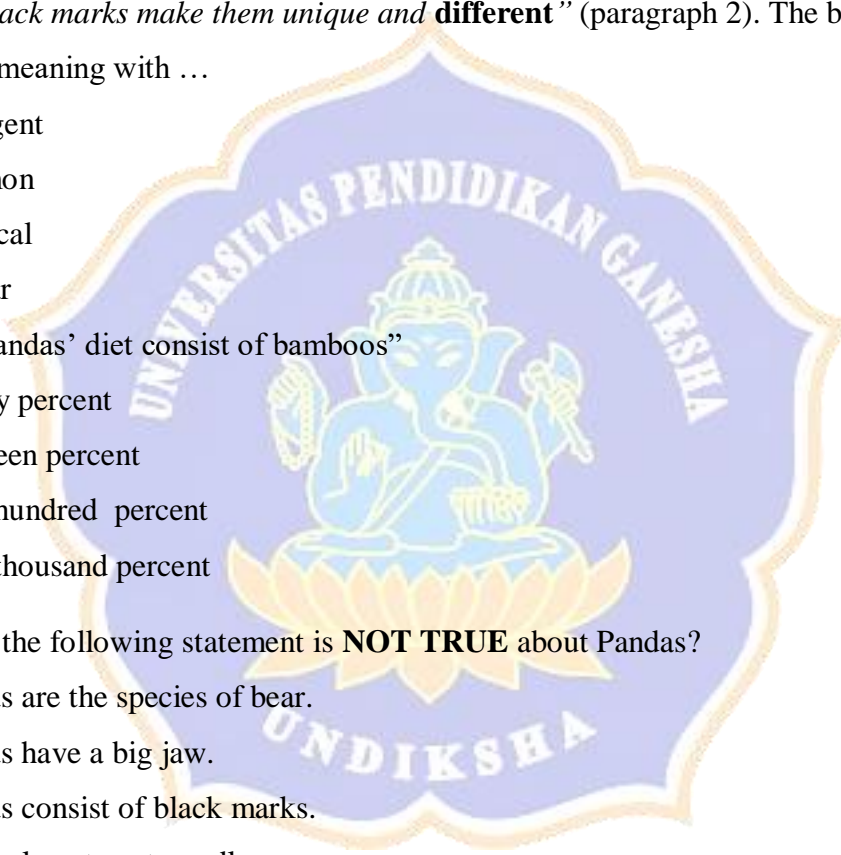 ack marks make them unique and different” (paragraph 2). The b
meaning with …
gent
non
cal
r
andas’ diet consist of bamboos”
y percent
een percent
hundred percent
thousand percent
the following statement is NOT TRUE about Pandas?
s are the species of bear.
s have a big jaw.
s consist of black marks.
UNIVERSITAS PENDIDIKAN GANESHA
UNDIKSHA